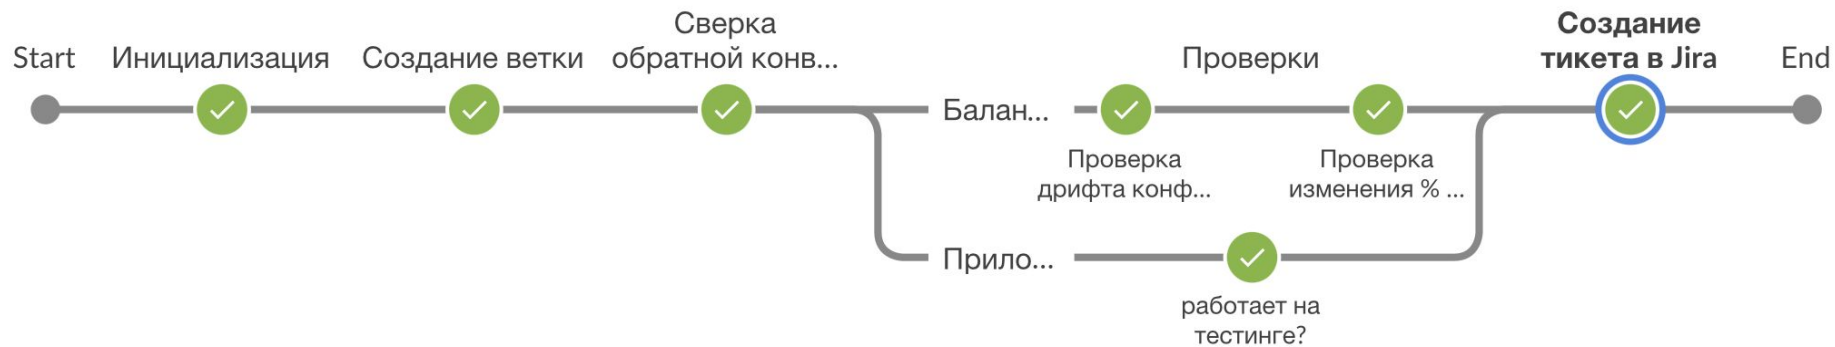 Start
Инициализация
Создание ветки
Сверка
обратной конв...
Проверки
Создание
тикета в Jira
End
Балан...
Проверка
дрифта конф...
Проверка
изменения % ...
Прило...
работает на
тестинге?